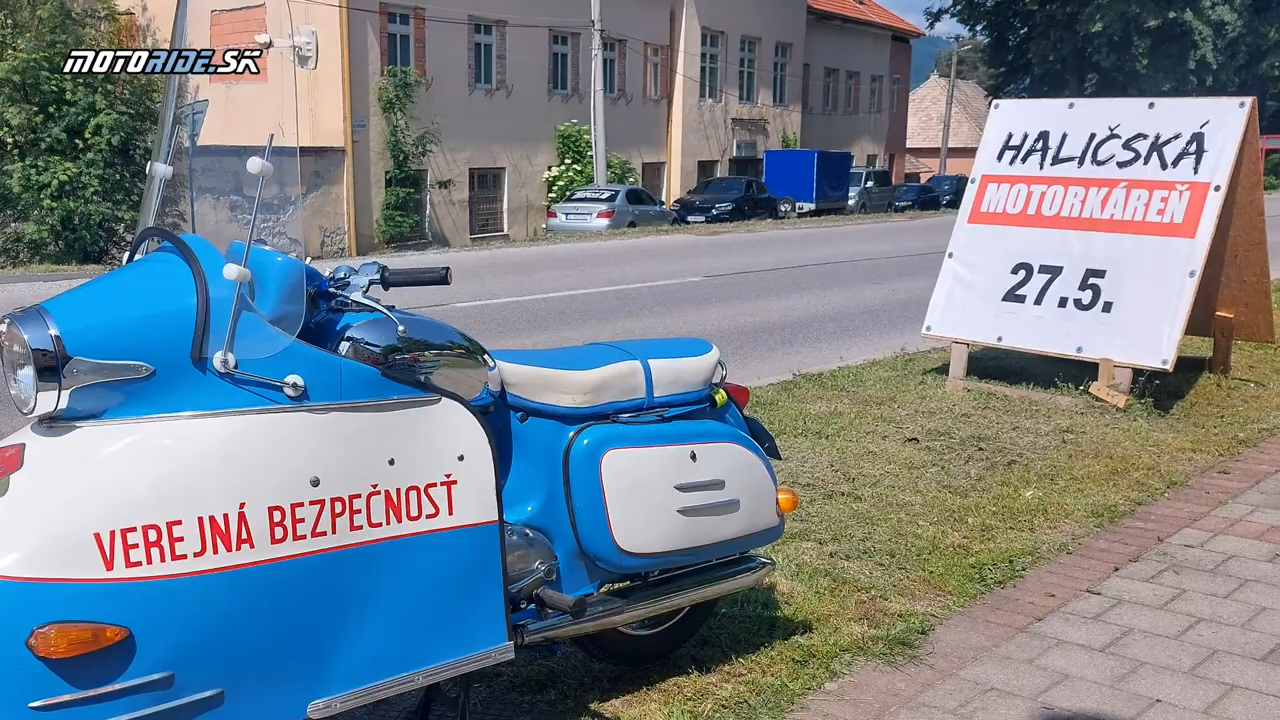 MOTORIDE.SK
HALIČSKÁ
MOTORKÁREŇ
27.5.
VEREJNÁ BEZPEČNOSŤ